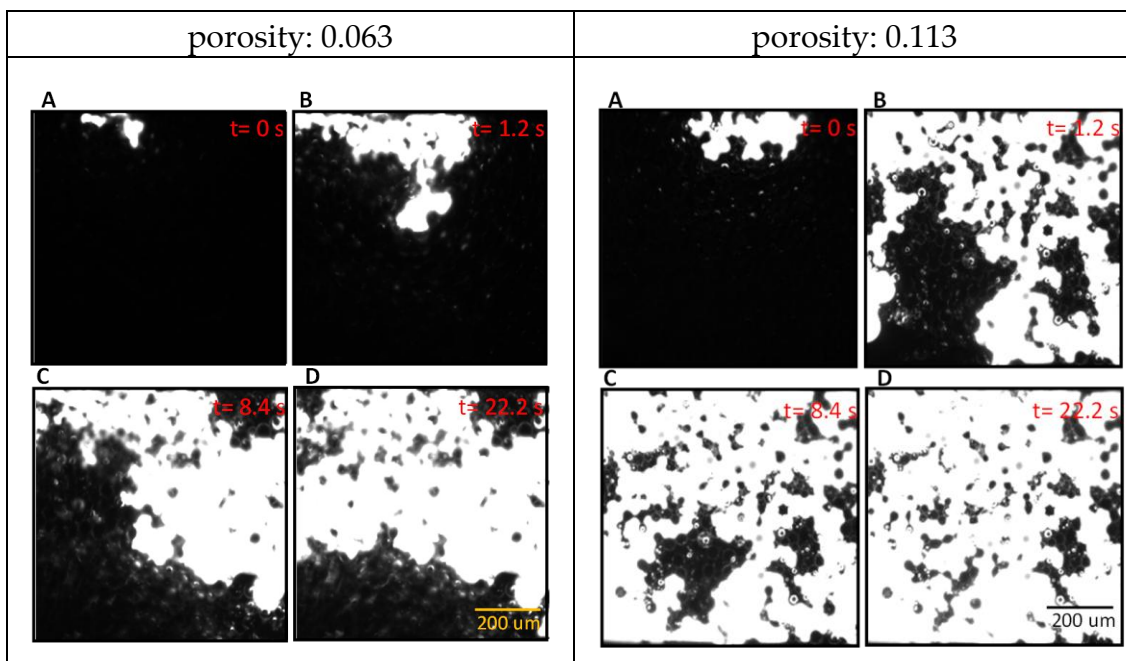 porosity: 0.063
porosity: 0.113
A
t= 0 s
B
t= 1.2 s
C
t= 8.4 s
D
t= 22.2 s
200 um
A
t= 0 s
B
t= 1.2 s
C
t= 8.4 s
D
t= 22.2 s
200 um